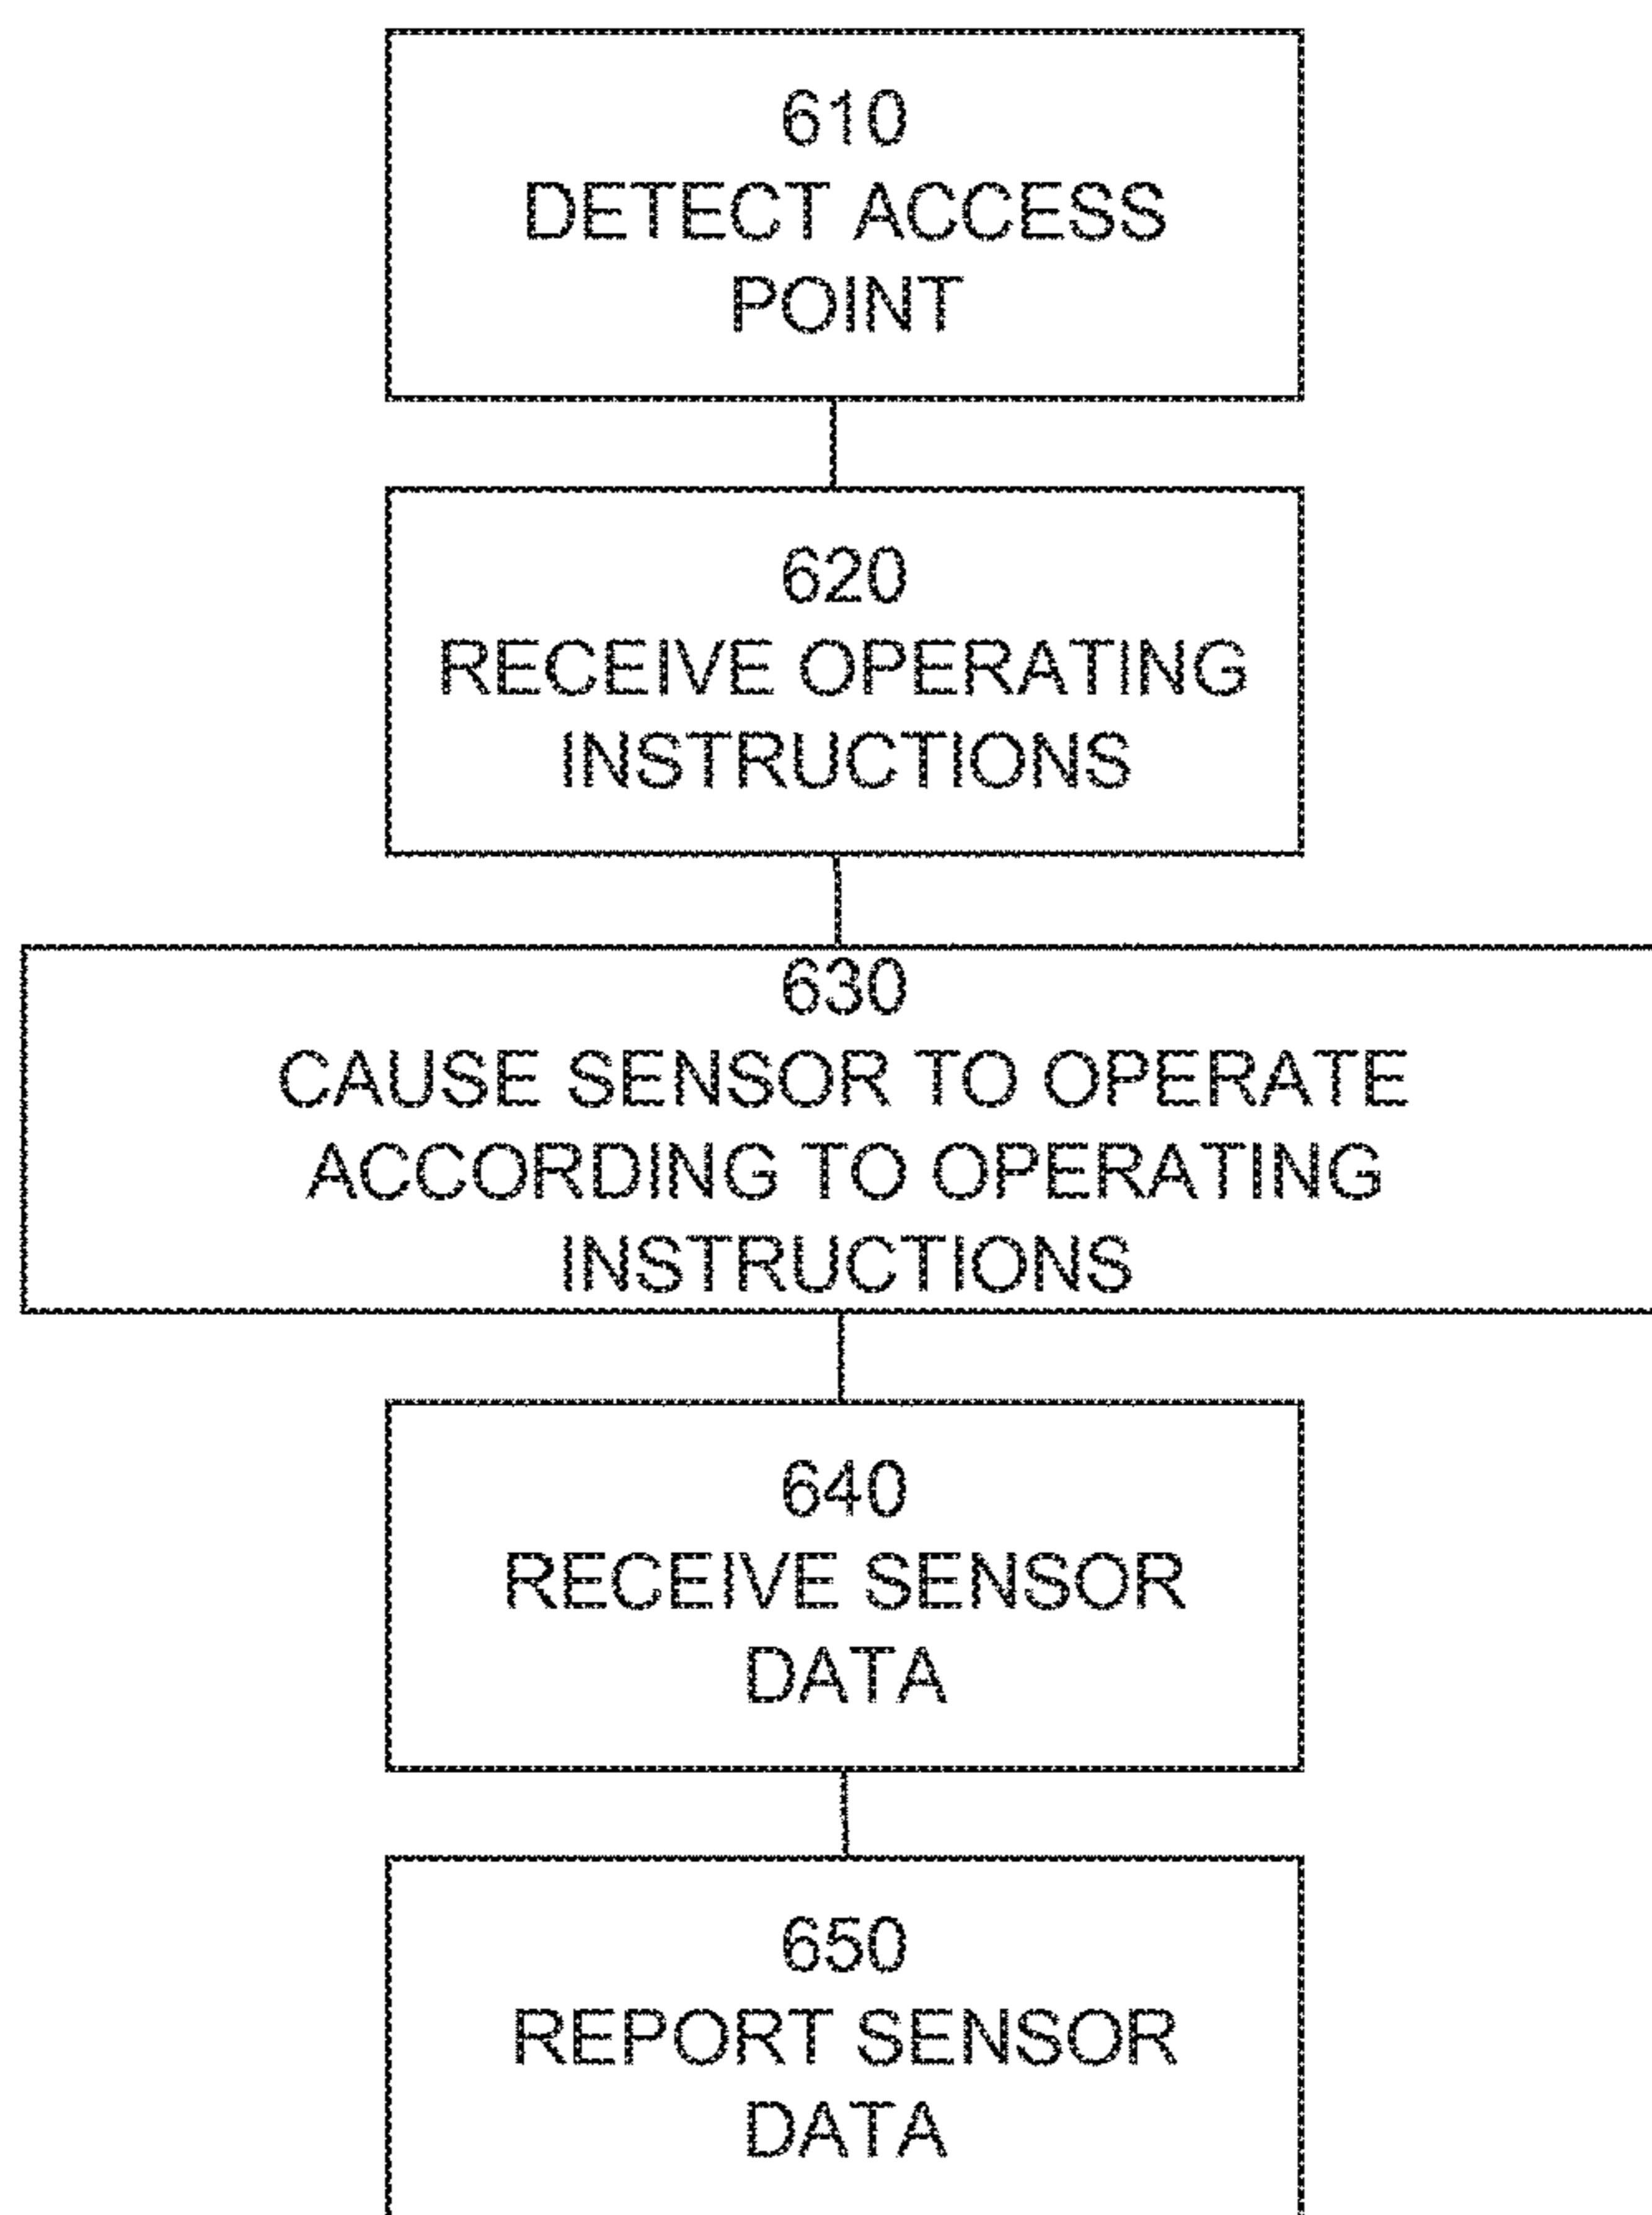 610
DETECT ACCESS
POINT
620
RECEIVE OPERATING
INSTRUCTIONS
630
CAUSE SENSOR TO OPERATE
ACCORDING TO OPERATING
INSTRUCTIONS
640
RECEIVE SENSOR
DATA
650
REPORT SENSOR
DATA